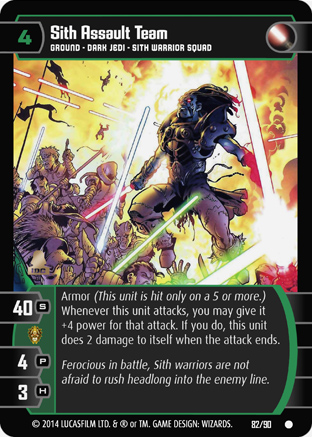 4
Sith Assault Team
GROUND - DARK JEDI - SITH WARRIOR SQUAD
40 S
4 P
3 H
Armor (This unit is hit only on a 5 or more.)
Whenever this unit attacks, you may give it
+4 power for that attack. If you do, this unit
does 2 damage to itself when the attack ends.
Ferocious in battle, Sith warriors are not
afraid to rush headlong into the enemy line.
© 2014 LUCASFILM LTD. & ® or TM. GAME DESIGN: WIZARDS. 82/90